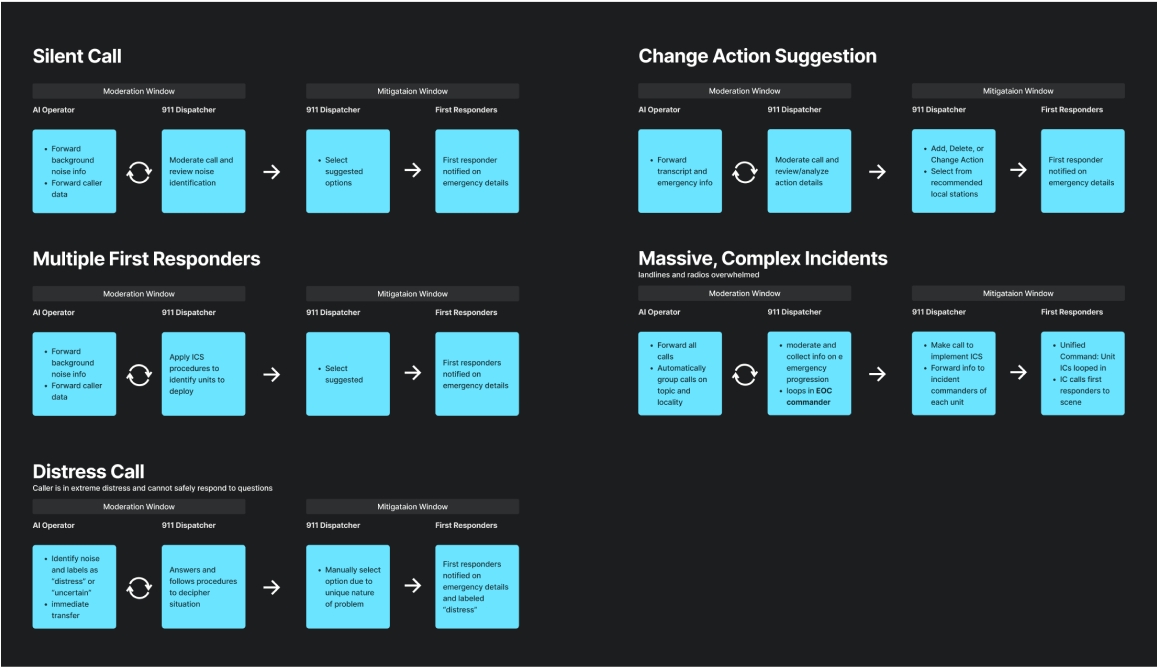 Silent Call
Moderation Window
Mitigataion Window
AI Operator
911 Dispatcher
911 Dispatcher
First Responders
• Forward
background
noise info
• Forward caller
data
Moderate call and
review noise
identification
• Select
suggested
options
First responder
notified on
emergency details
Change Action Suggestion
Moderation Window
Mitigataion Window
AI Operator
911 Dispatcher
911 Dispatcher
First Responders
• Forward
transcript and
emergency info
Moderate call and
review/analyze
action details
• Add, Delete, or
Change Action
• Select from
recommended
local stations
First responder
notified on
emergency details
Multiple First Responders
Moderation Window
Mitigataion Window
AI Operator
911 Dispatcher
911 Dispatcher
First Responders
• Forward
background
noise info
• Forward caller
data
Apply ICS
procedures to
identify units to
deploy
• Select
suggested
First responders
notified on
emergency details
Massive, Complex Incidents
landlines and radios overwhelmed
Moderation Window
Mitigataion Window
AI Operator
911 Dispatcher
911 Dispatcher
First Responders
• Forward all
calls
• Automatically
group calls on
topic and
locality
• moderate and
collect info on e
emergency
progression
• loops in EOC
commander
• Make call to
implement ICS
• Forward info to
incident
commanders of
each unit
• Unified
Command: Unit
ICs looped in
• IC calls first
responders to
scene
Distress Call
Caller is in extreme distress and cannot safely respond to questions
Moderation Window
Mitigataion Window
AI Operator
911 Dispatcher
911 Dispatcher
First Responders
• Identify noise
and labels as
"distress" or
"uncertain"
• immediate
transfer
Answers and
follows procedures
to decipher
situation
• Manually select
option due to
unique nature
of problem
First responders
notified on
emergency details
and labeled
"distress"